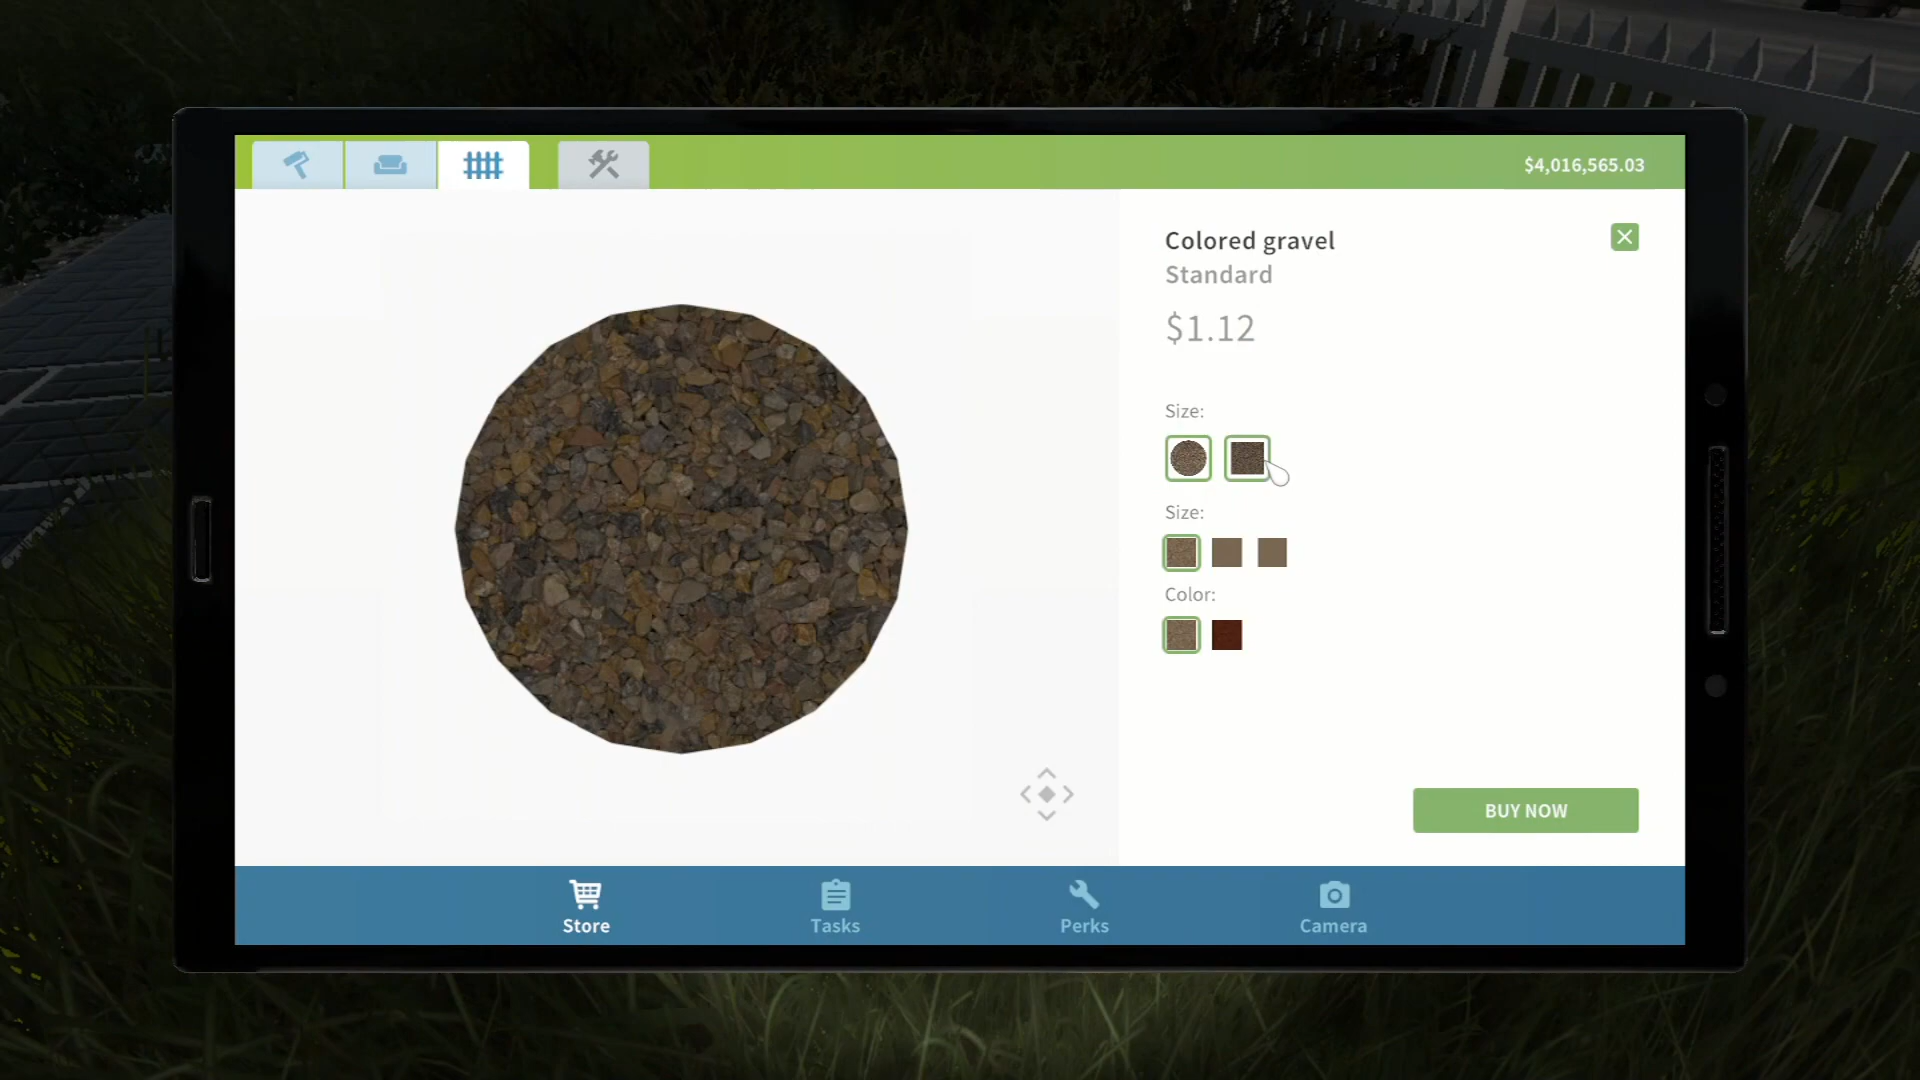 $4,016,565.03
Colored gravel
Standard
$1.12
Size:
Size:
Color:
BUY NOW
Store
Tasks
Perks
Camera